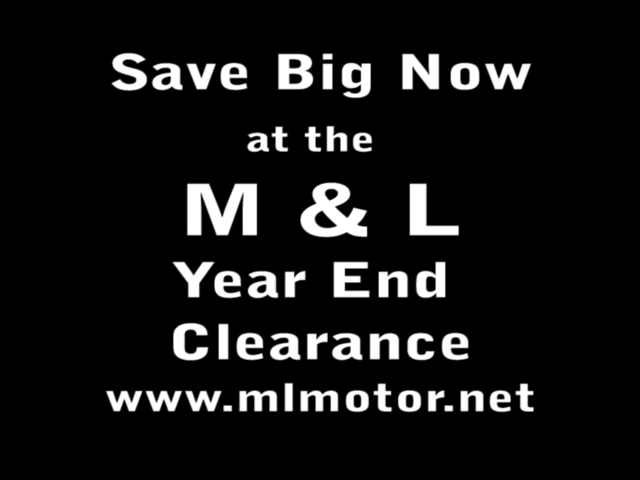 Save Big Now
at the
M & L
Year End
Clearance
www.mlmotor.net